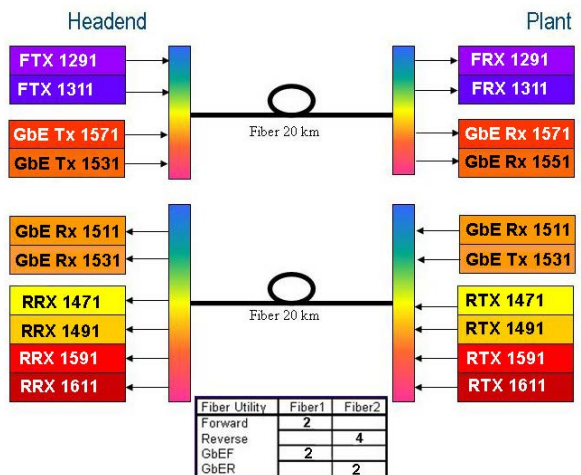 Headend
Plant
FTX 1291
FTX 1311
GbE Tx 1571
GbE Tx 1531
Fiber 20 km
FRX 1291
FRX 1311
GbE Rx 1571
GbE Rx 1551
GbE Rx 1511
GbE Rx 1531
RRX 1471
RRX 1491
RRX 1591
RRX 1611
Fiber 20 km
GbE Rx 1511
GbE Tx 1531
RTX 1471
RTX 1491
RTX 1591
RTX 1611
Fiber Utility Fiber1 Fiber2
Forward 2
Reverse 4
GbEF 2
GbER 2